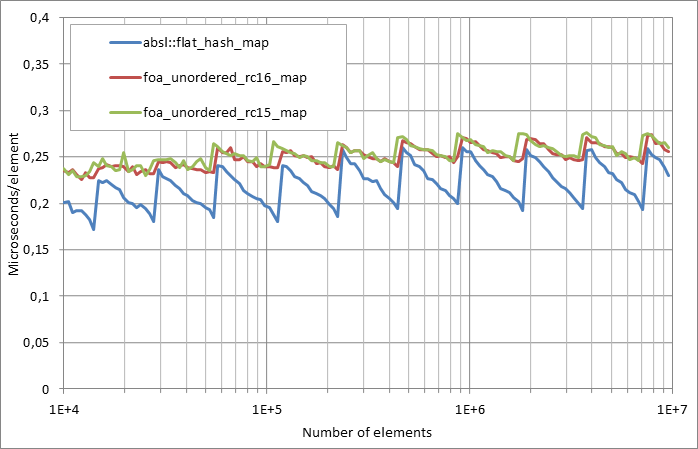 0,4
0,35
0,3
0,25
0,2
0,15
0,1
0,05
0
Microseconds/element
absl::flat_hash_map
foa_unordered_rc16_map
foa_unordered_rc15_map
1E+4
1E+5
1E+6
1E+7
Number of elements